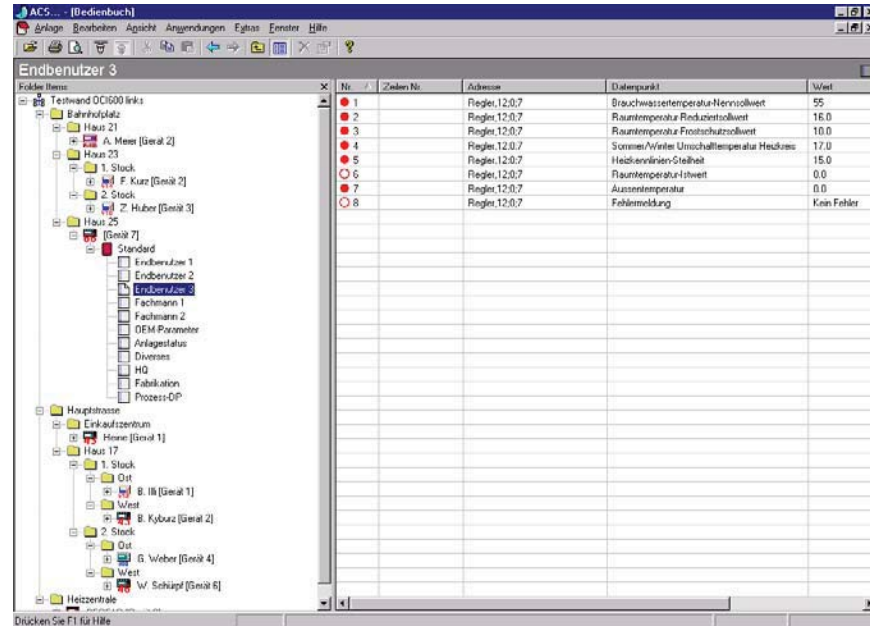 ACS... - [Bedienbuch]
Anlage Bearbeiten Ansicht Anwendungen Extras Fenster Hilfe
Endbenutzer 3
Folder Items
Testwand OCI600 links
Bahnhofplatz
Haus 21
A. Meier [Gerät 2]
Haus 23
1. Stock
F. Kurz [Gerät 2]
2. Stock
Z. Huber [Gerät 3]
Haus 25
[Gerät 7]
Standard
Endbenutzer 1
Endbenutzer 2
Endbenutzer 3
Fachmann 1
Fachmann 2
OEM-Parameter
Anlagestatus
Diverses
HQ
Fabrikation
Prozess-DP
Hauptstrasse
Einkaufszentrum
Heine [Gerät 1]
Haus 17
1. Stock
Ost
B. Illi [Gerät 1]
West
B. Kyburz [Gerät 2]
2. Stock
Ost
G. Weber [Gerät 4]
West
W. Schürpf [Gerät 6]
Heizzentrale
Nr. Zeilen Nr. Adresse Datenpunkt Wert
1 Regler,12;0;7 Brauchwassertemperatur-Nennsollwert 55
2 Regler,12;0;7 Raumtemperatur-Reduziertsollwert 16.0
3 Regler,12;0;7 Raumtemperatur-Frostschutzsollwert 10.0
4 Regler,12;0;7 Sommer/Winter Umschalttemperatur Heizkreis 17.0
5 Regler,12;0;7 Heizkennlinien-Steilheit 15.0
6 Regler,12;0;7 Raumtemperatur-Istwert 0.0
7 Regler,12;0;7 Aussentemperatur 0.0
8 Regler,12;0;7 Fehlermeldung Kein Fehler
Drücken Sie F1 für Hilfe